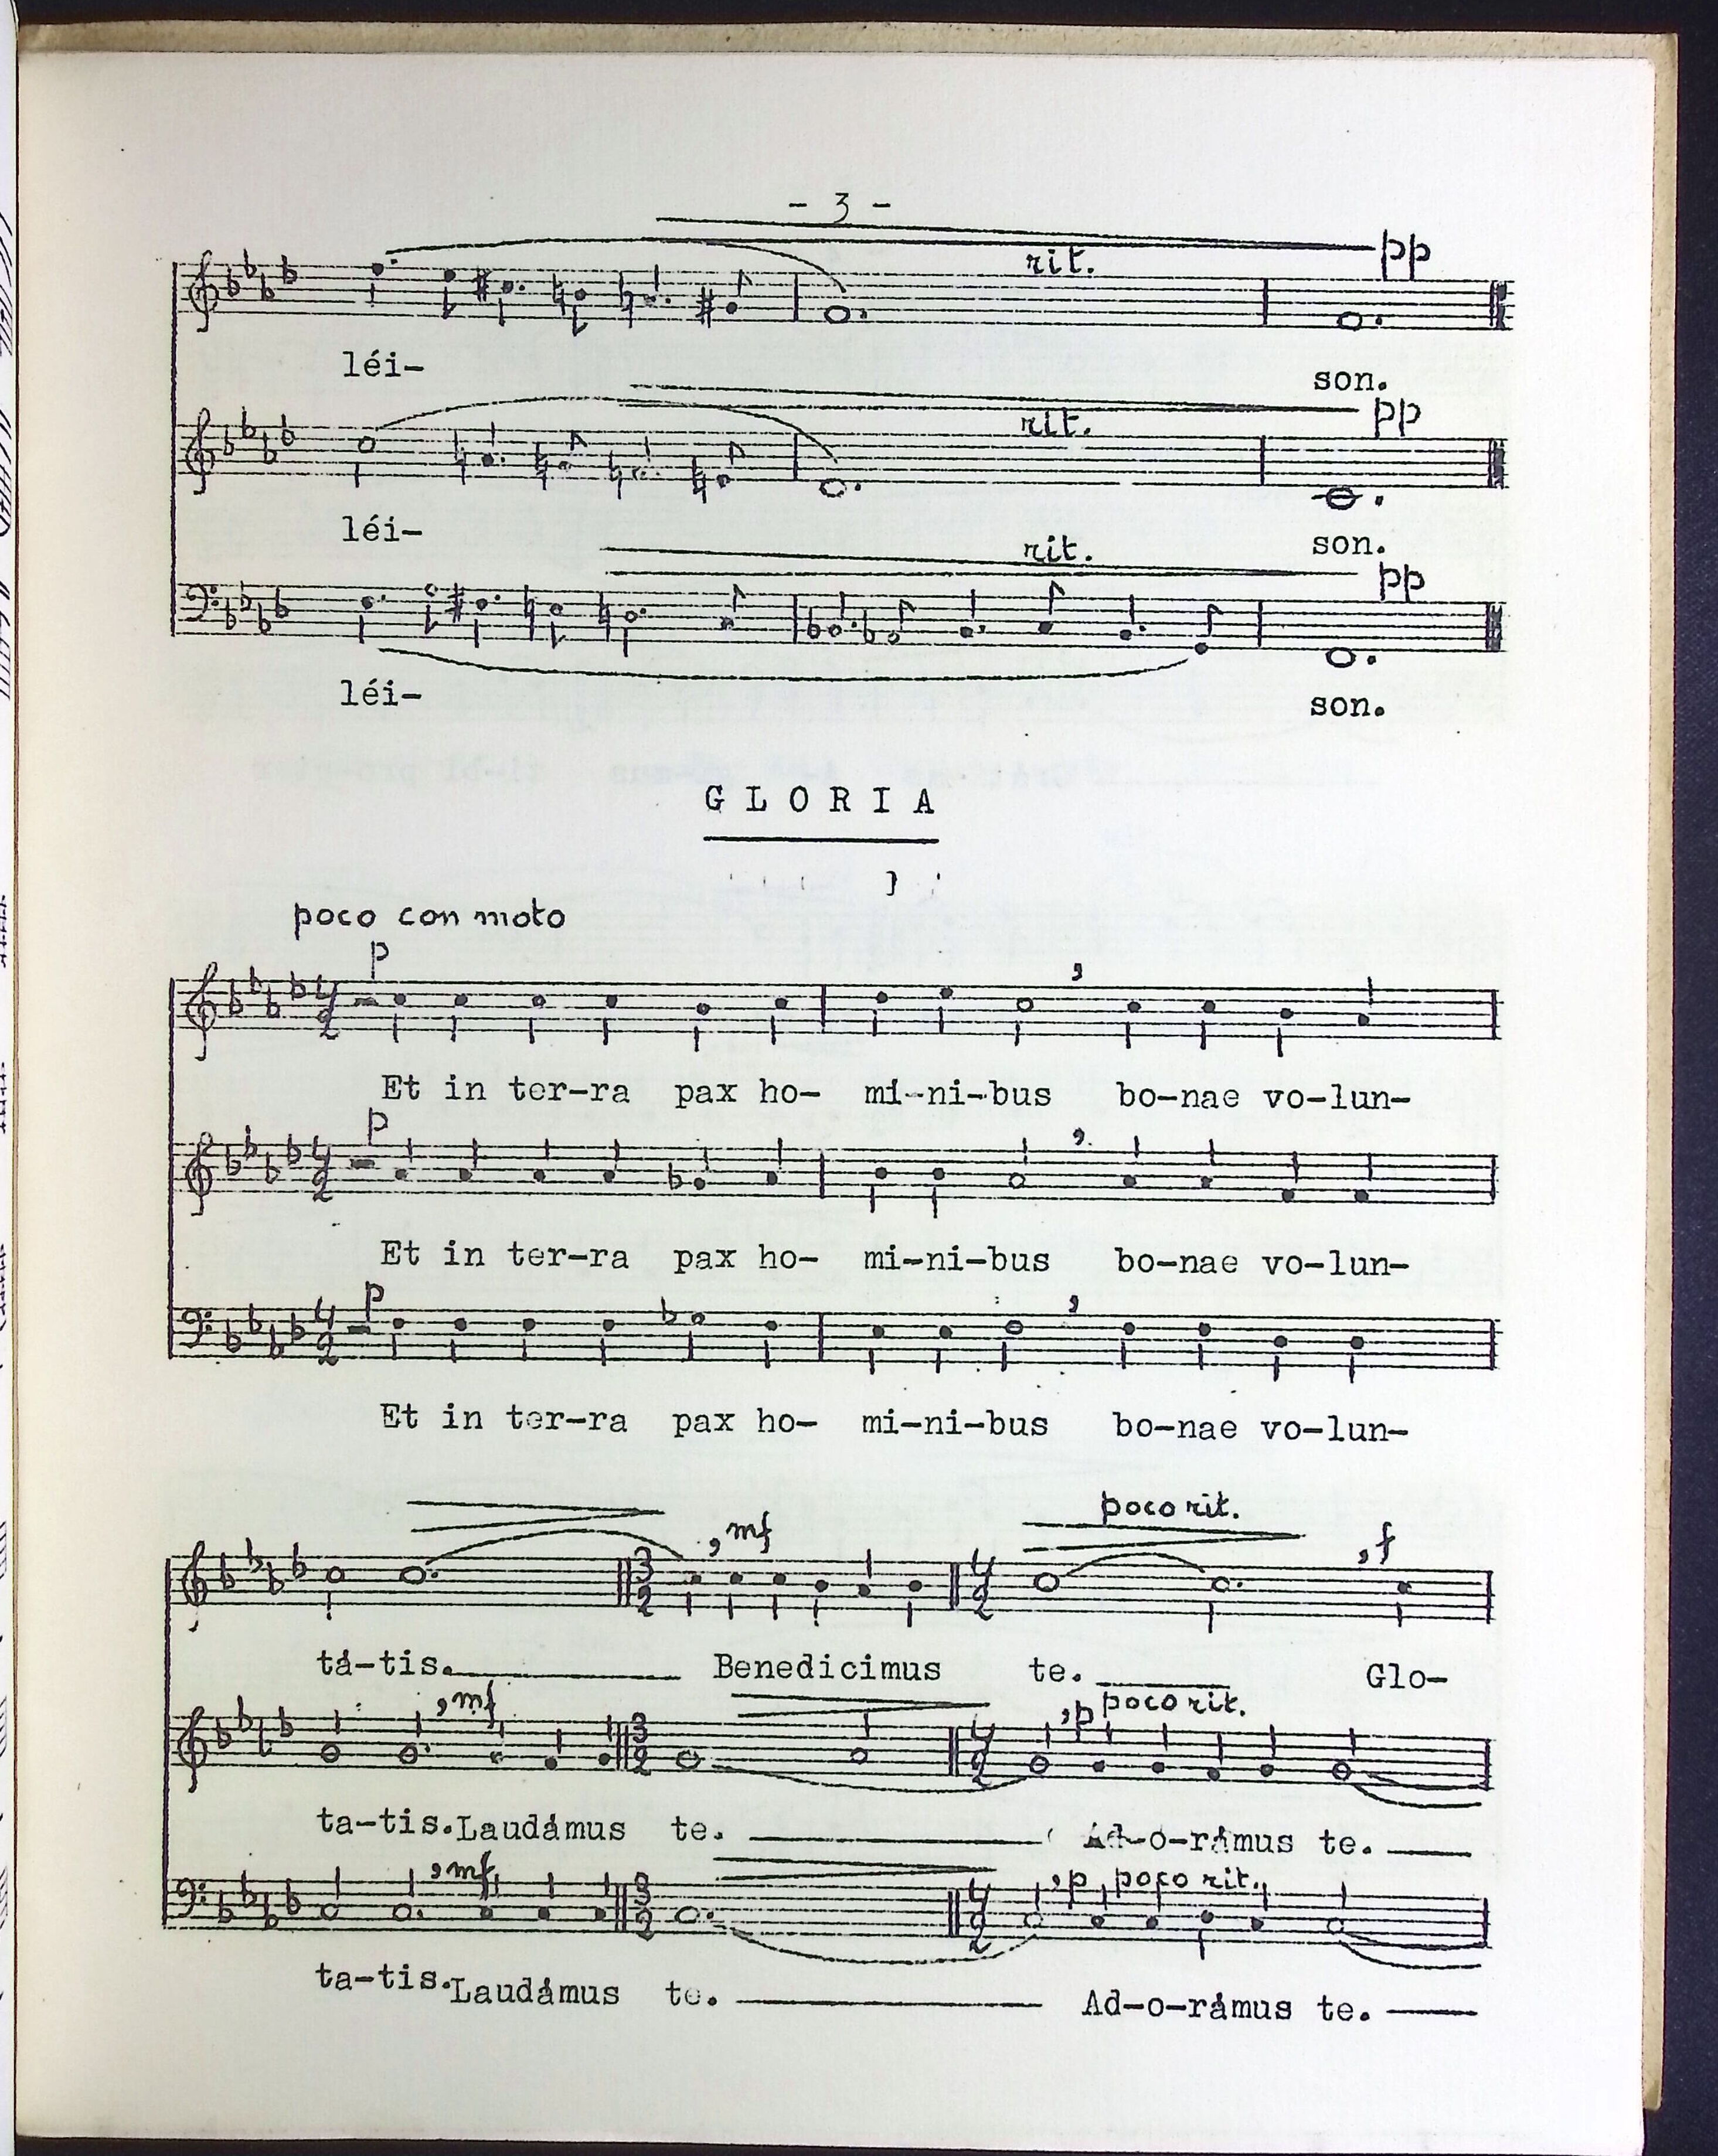 - 3 -
rit. pp
léi- son.
rit. pp
léi- son.
rit. pp
léi- son.
GLORIA
poco con moto
p
Et in ter-ra pax ho- mi-ni-bus bo-nae vo-lun-
p
Et in ter-ra pax ho- mi-ni-bus bo-nae vo-lun-
p
Et in ter-ra pax ho- mi-ni-bus bo-nae vo-lun-
mf poco rit. f
tá-tis. Benedicimus te. Glo-
mf p poco rit.
ta-tis. Laudámus te. Ad-o-rámus te.
mf p poco rit.
ta-tis. Laudámus te. Ad-o-rámus te.